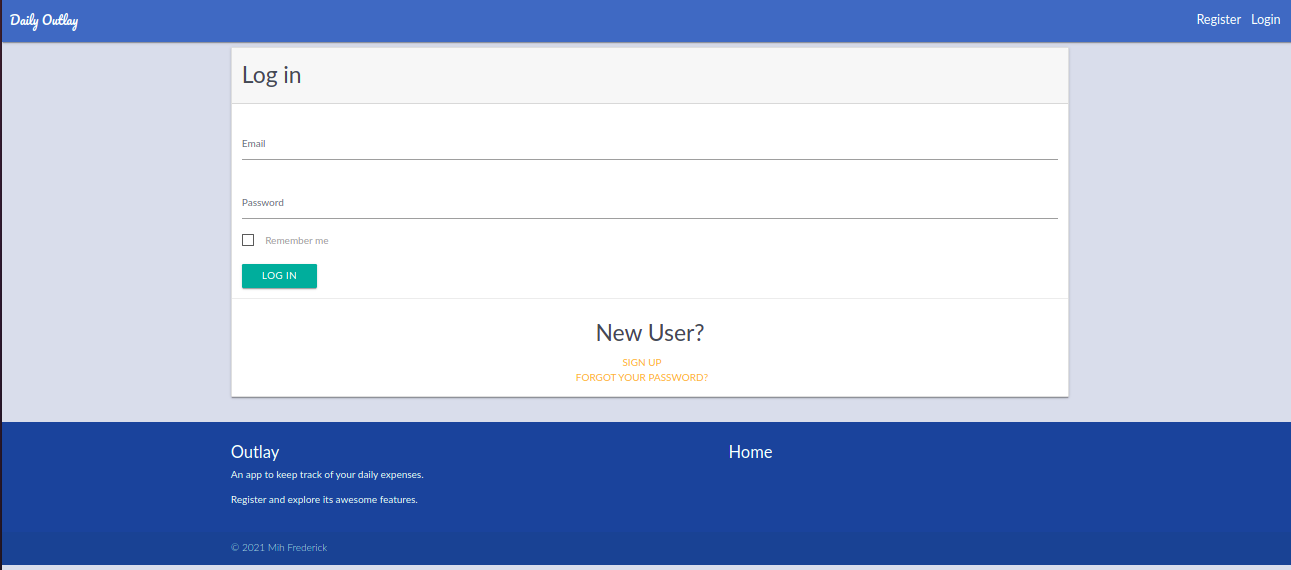 Daily Outlay
Register Login
Log in
Email
Password
Remember me
LOG IN
New User?
SIGN UP
FORGOT YOUR PASSWORD?
Outlay
Home
An app to keep track of your daily expenses.
Register and explore its awesome features.
© 2021 Mih Frederick